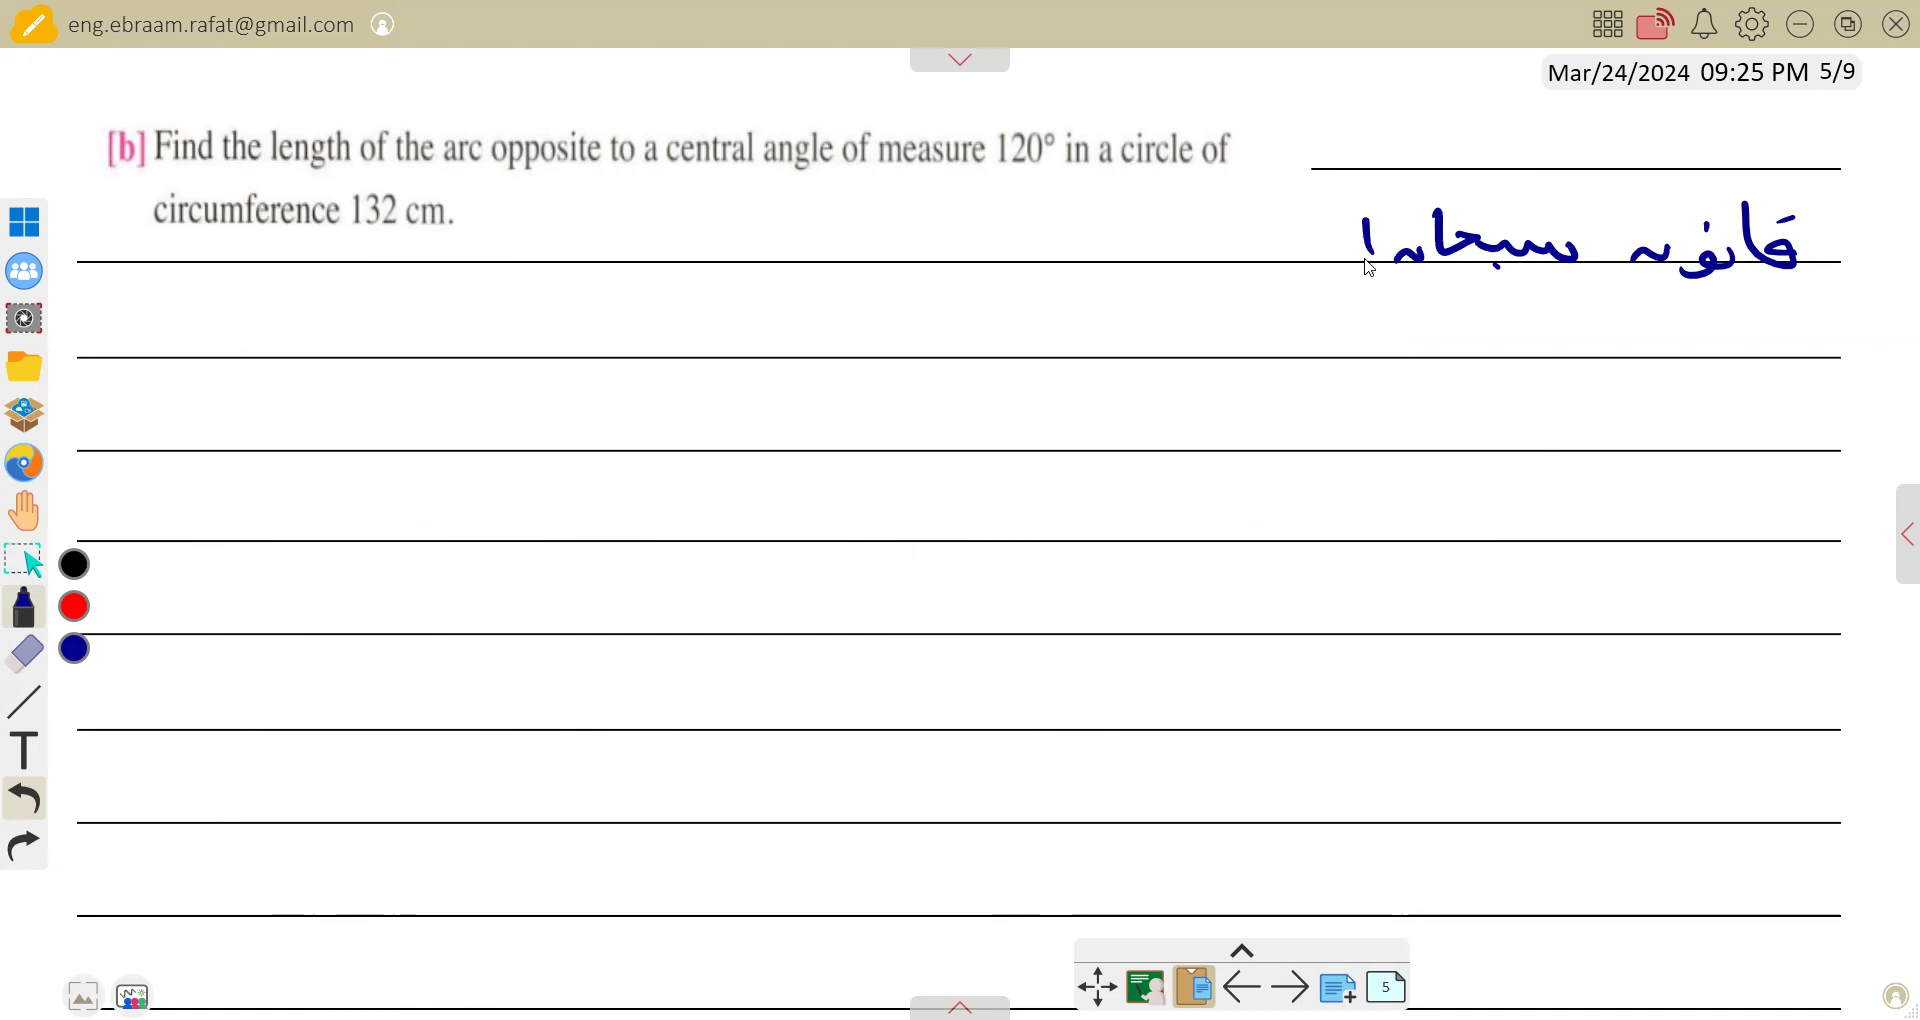 eng.ebraam.rafat@gmail.com
Mar/24/2024 09:25 PM 5/9
[b] Find the length of the arc opposite to a central angle of measure 120° in a circle of
circumference 132 cm.
قانون
T
5